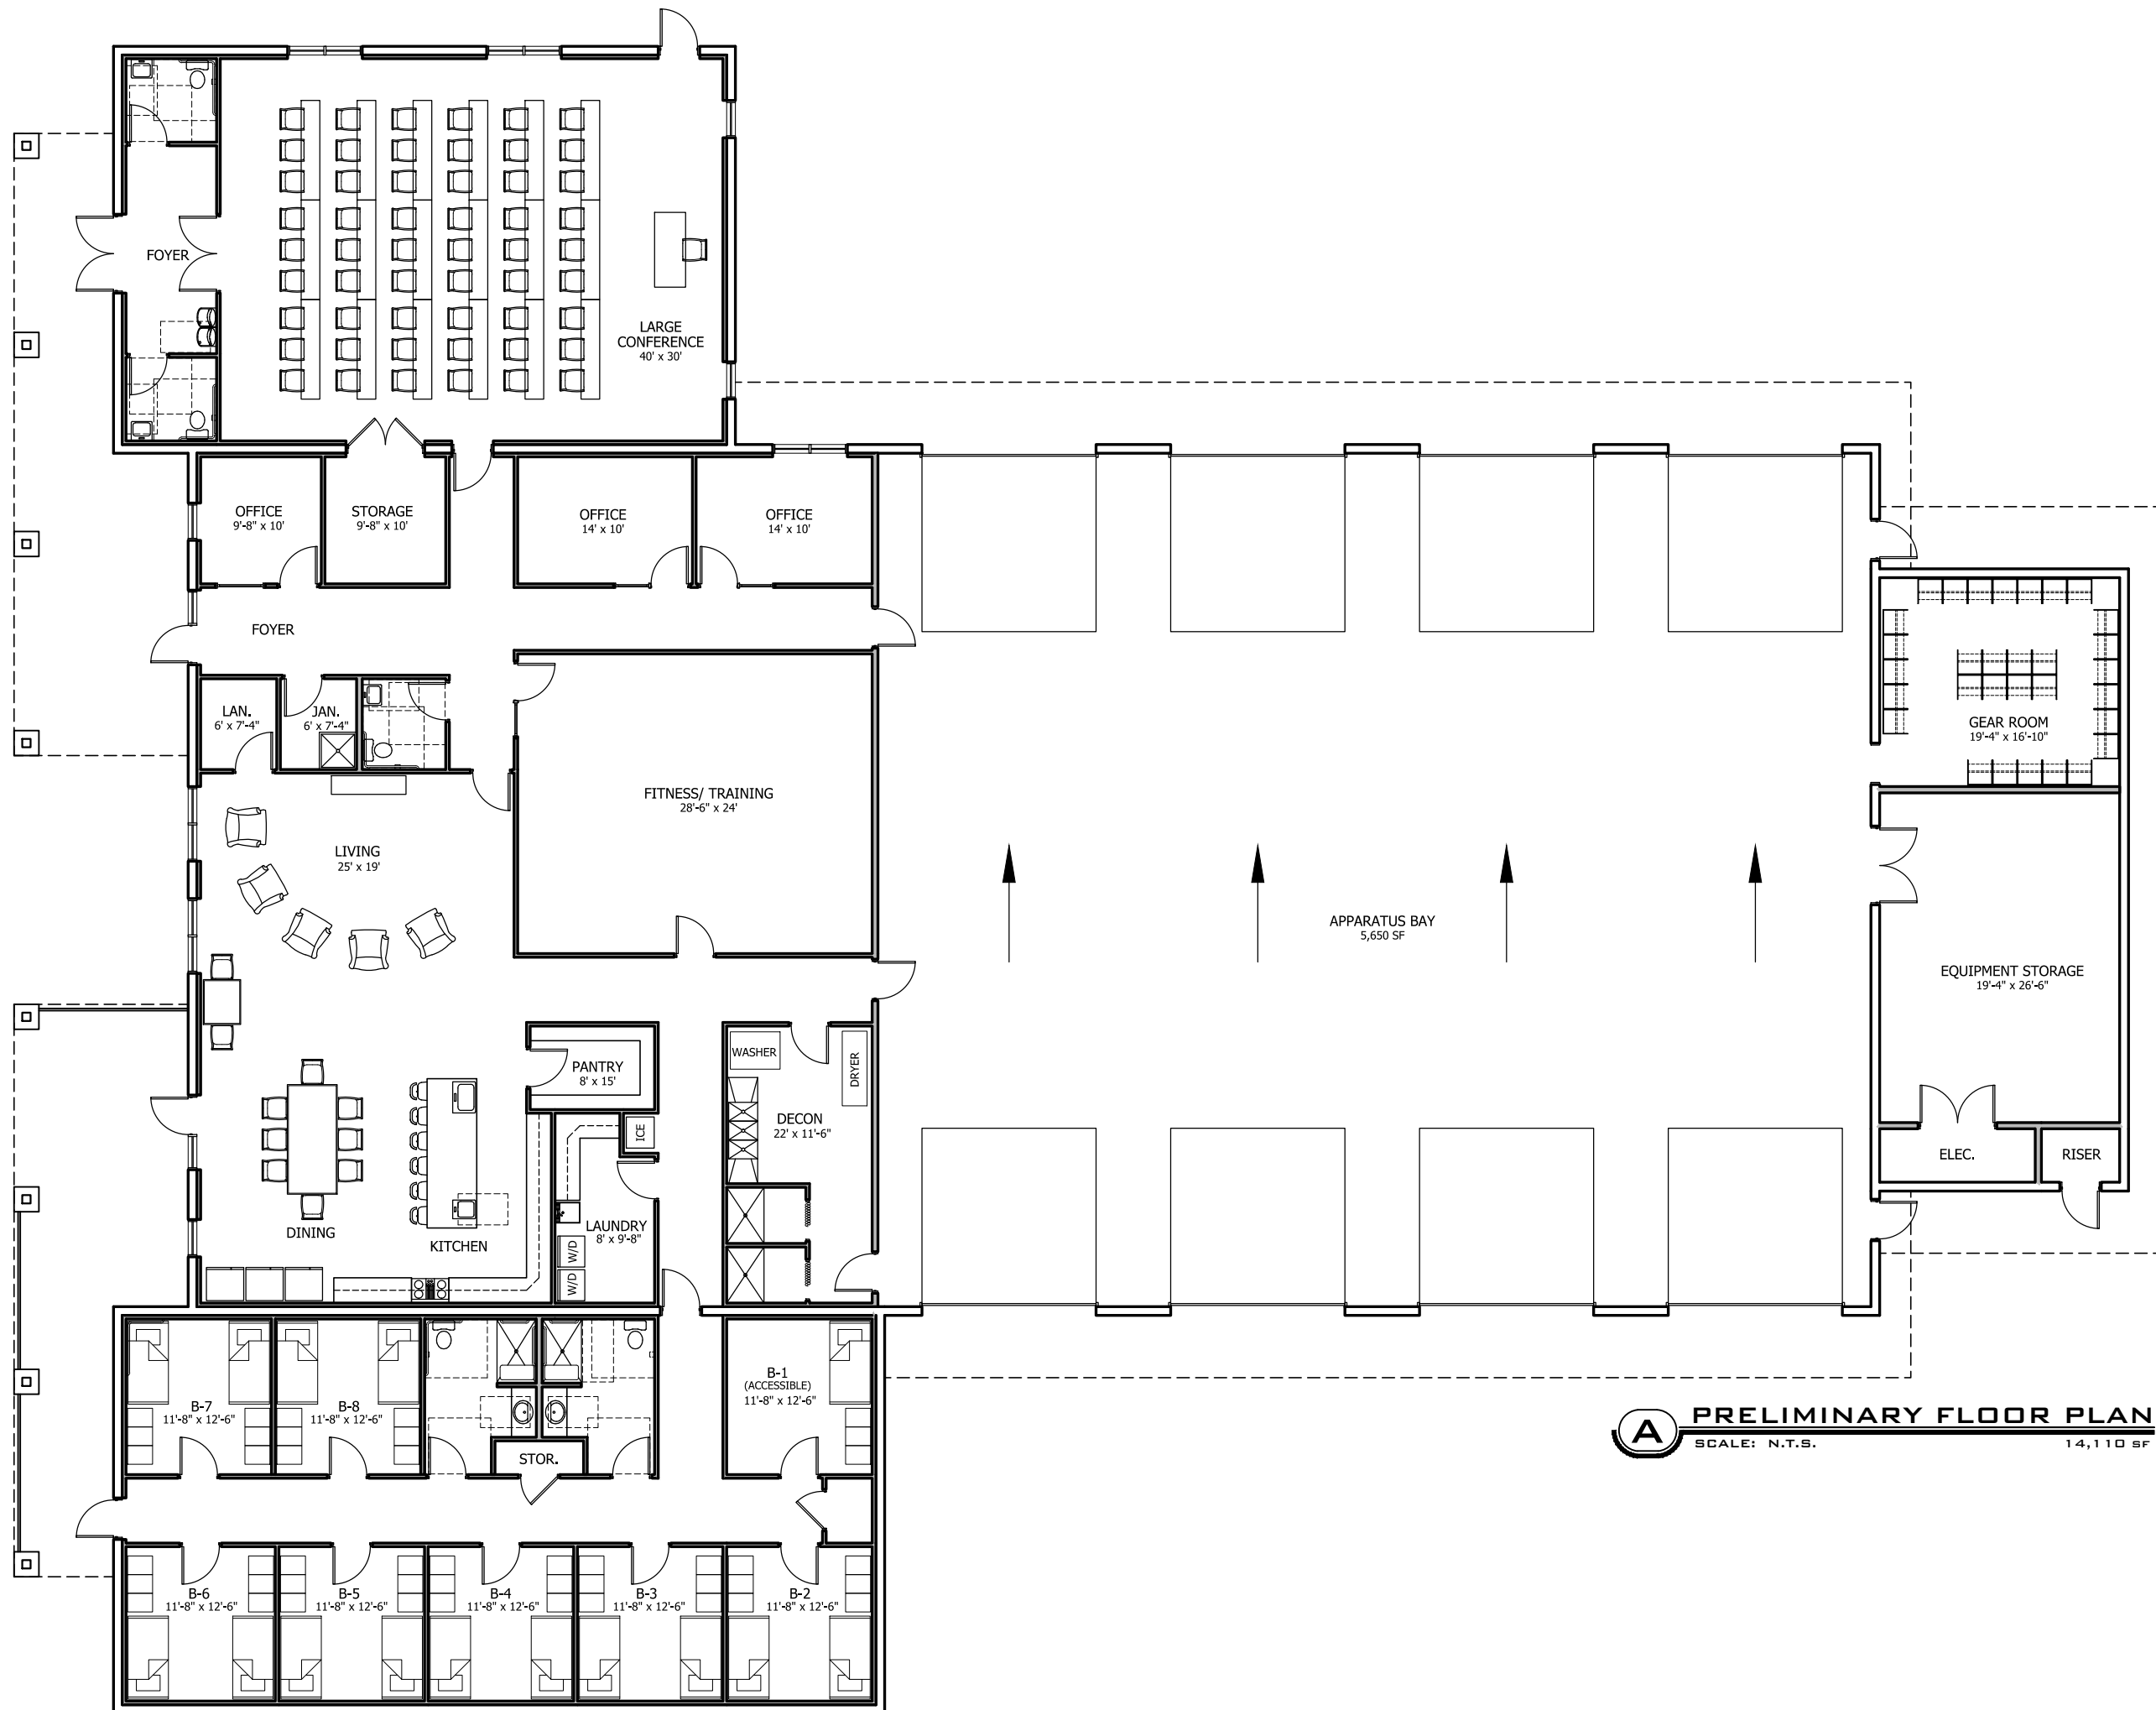 FOYER
LARGE
CONFERENCE
40' x 30'
OFFICE
9'-8" x 10'
STORAGE
9'-8" x 10'
OFFICE
14' x 10'
OFFICE
14' x 10'
FOYER
LAN.
6' x 7'-4"
JAN.
6' x 7'-4"
GEAR ROOM
19'-4" x 16'-10"
FITNESS/ TRAINING
28'-6" x 24'
LIVING
25' x 19'
APPARATUS BAY
5,650 SF
EQUIPMENT STORAGE
19'-4" x 26'-6"
WASHER
DRYER
PANTRY
8' x 15'
DECON
22' x 11'-6"
ICE
ELEC.
RISER
DINING
KITCHEN
LAUNDRY
8' x 9'-8"
W/D
W/D
B-1
(ACCESSIBLE)
11'-8" x 12'-6"
B-7
11'-8" x 12'-6"
B-8
11'-8" x 12'-6"
STOR.
A
PRELIMINARY FLOOR PLAN
SCALE: N.T.S. 14,110 SF
B-6
11'-8" x 12'-6"
B-5
11'-8" x 12'-6"
B-4
11'-8" x 12'-6"
B-3
11'-8" x 12'-6"
B-2
11'-8" x 12'-6"